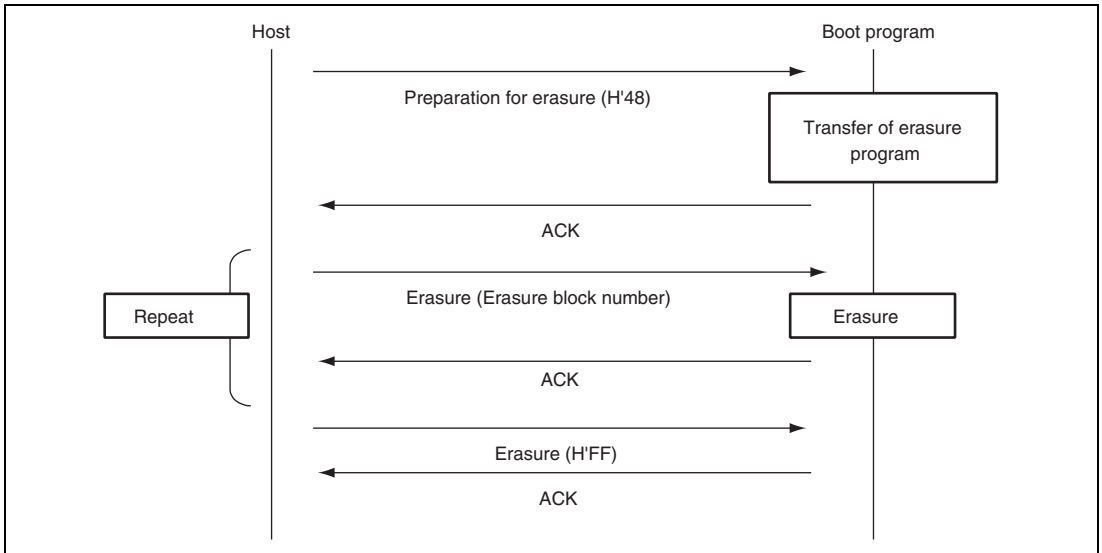 Host
Boot program
Preparation for erasure (H'48)
Transfer of erasure
program
ACK
Erasure (Erasure block number)
Repeat
Erasure
ACK
Erasure (H'FF)
ACK